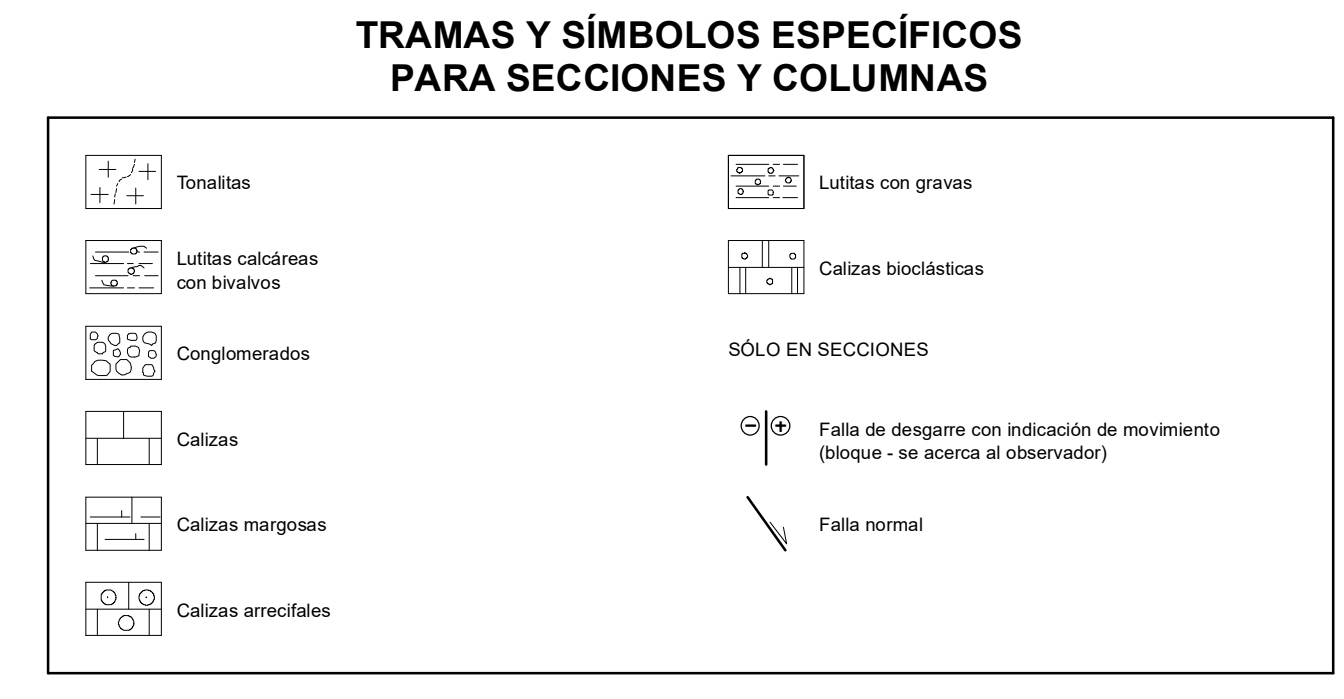 TRAMAS Y SÍMBOLOS ESPECÍFICOS
PARA SECCIONES Y COLUMNAS
Tonalitas
Lutitas calcáreas
con bivalvos
Conglomerados
Calizas
Calizas margosas
Calizas arrecifales
Lutitas con gravas
Calizas bioclásticas
SÓLO EN SECCIONES
Falla de desgarre con indicación de movimiento
(bloque - se acerca al observador)
Falla normal